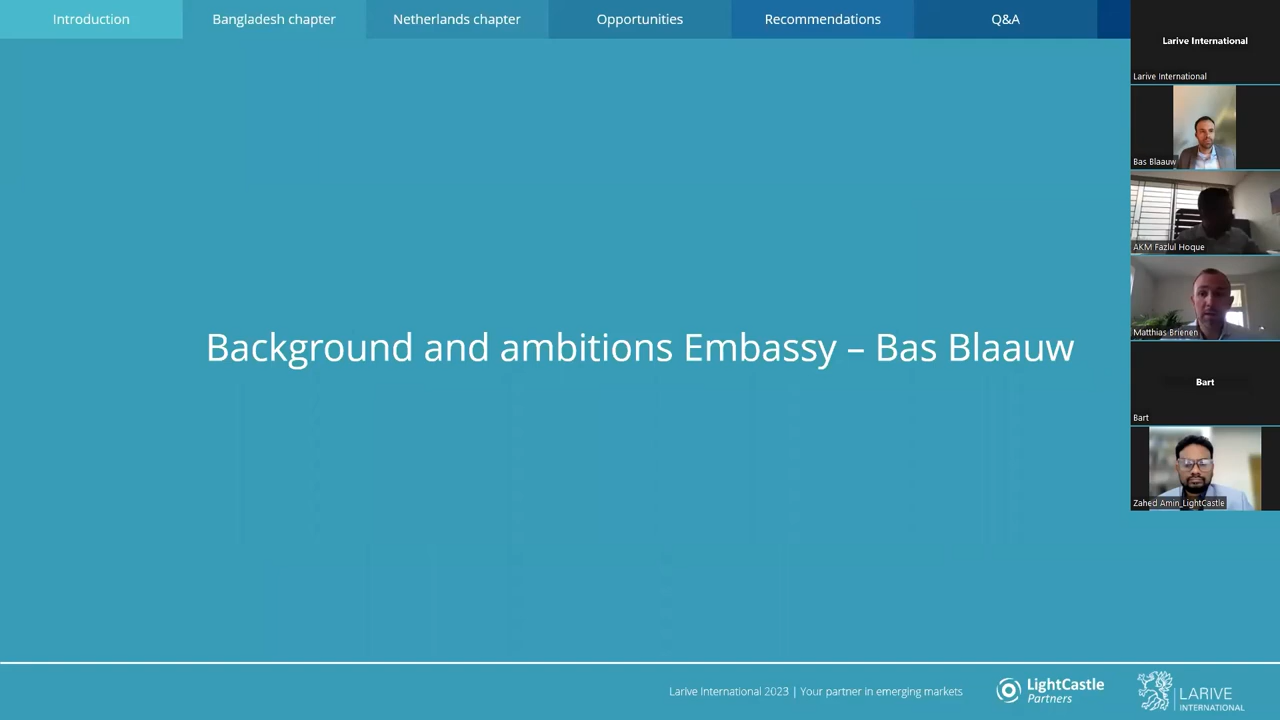 Introduction
Bangladesh chapter
Netherlands chapter
Opportunities
Recommendations
Q&A
Larive International
Larive International
Bas Blaauw
AKM Fazlul Hoque
Matthias Brienen
Bart
Bart
Zahed Amin_LightCastle
Background and ambitions Embassy – Bas Blaauw
Larive International 2023 | Your partner in emerging markets
LightCastle
Partners
LARIVE
INTERNATIONAL